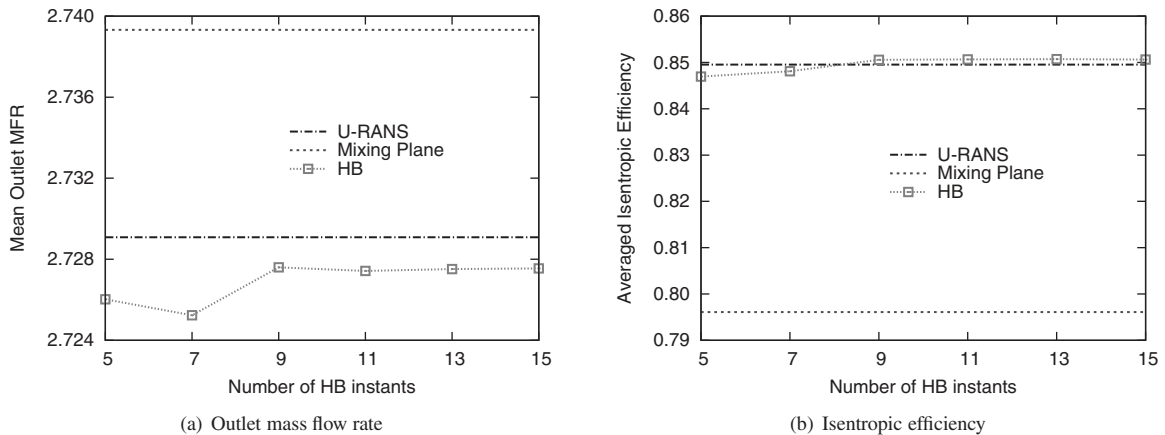 2.740
2.736
2.732
2.728
2.724
Mean Outlet MFR
U-RANS
Mixing Plane
HB
5 7 9 11 13 15
Number of HB instants
(a) Outlet mass flow rate
0.86
0.85
0.84
0.83
0.82
0.81
0.80
0.79
Averaged Isentropic Efficiency
U-RANS
Mixing Plane
HB
5 7 9 11 13 15
Number of HB instants
(b) Isentropic efficiency